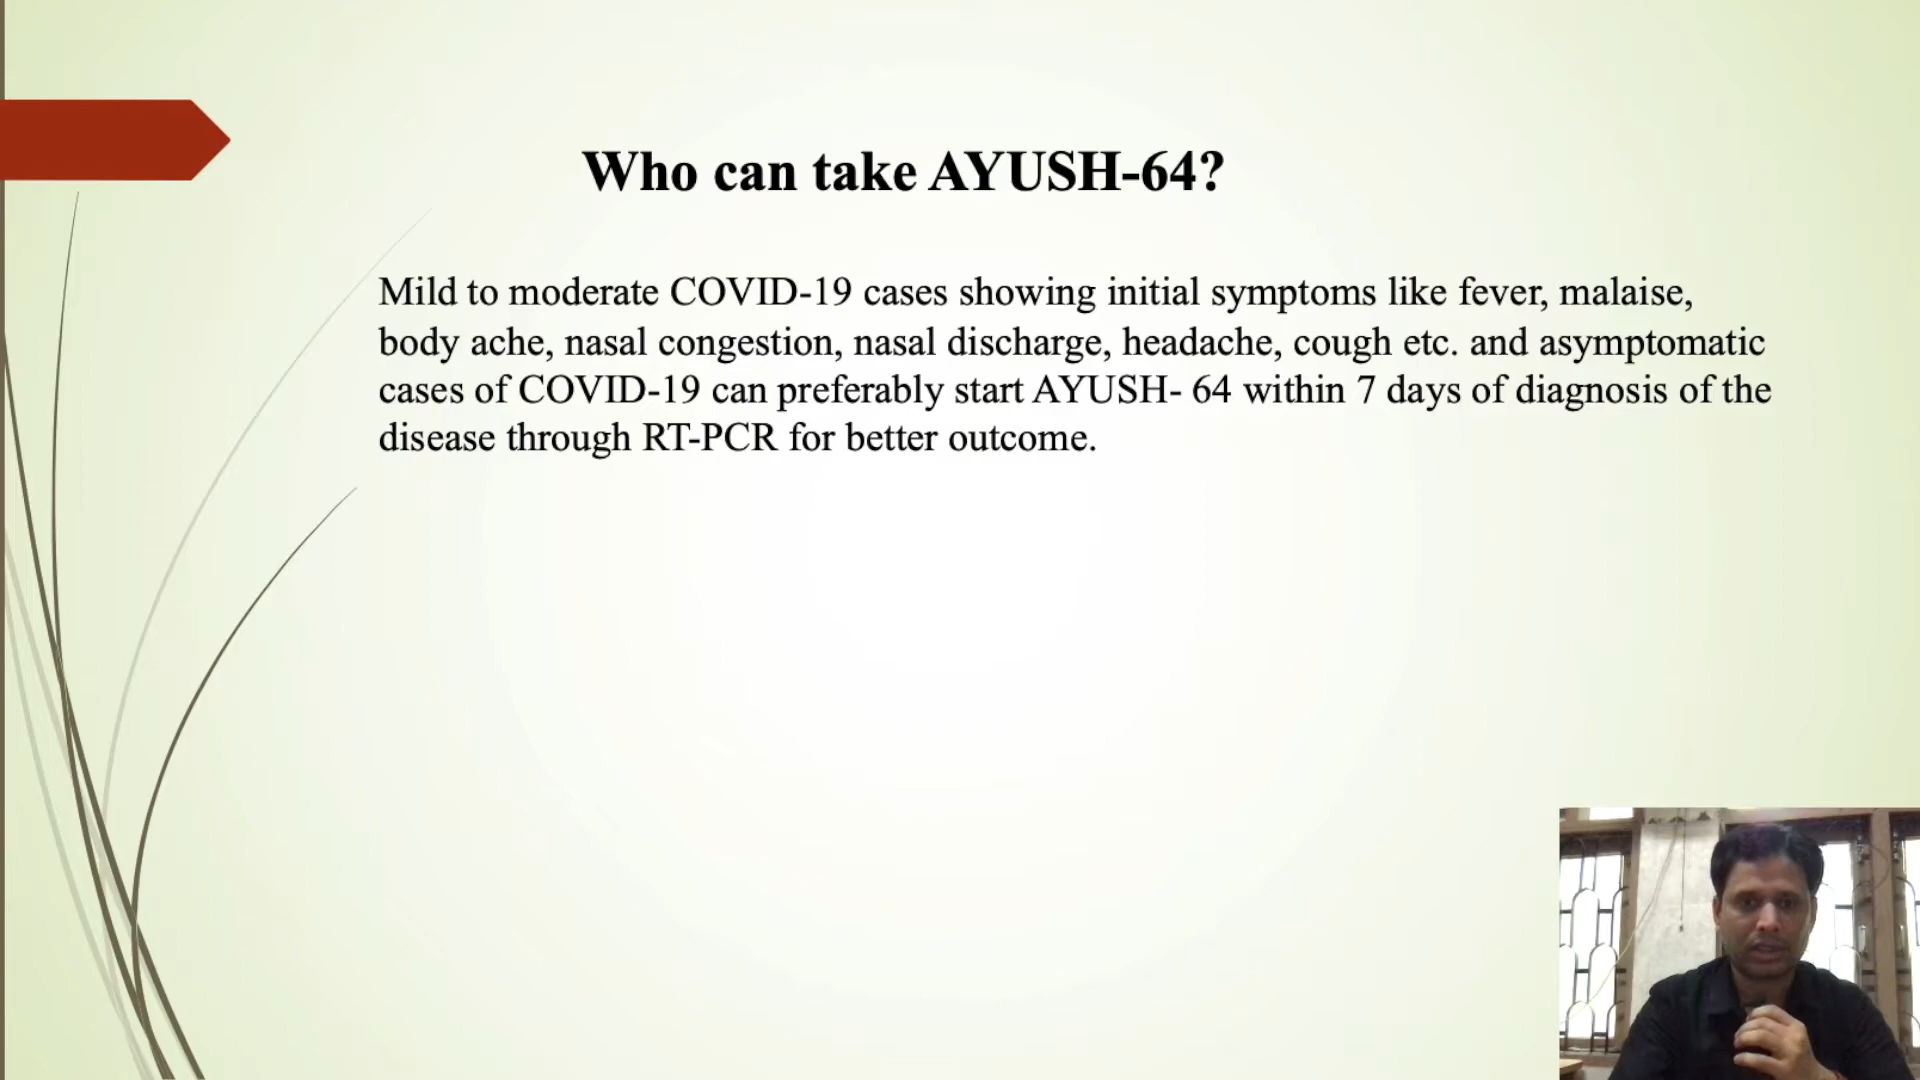 Who can take AYUSH-64?
Mild to moderate COVID-19 cases showing initial symptoms like fever, malaise,
body ache, nasal congestion, nasal discharge, headache, cough etc. and asymptomatic
cases of COVID-19 can preferably start AYUSH- 64 within 7 days of diagnosis of the
disease through RT-PCR for better outcome.